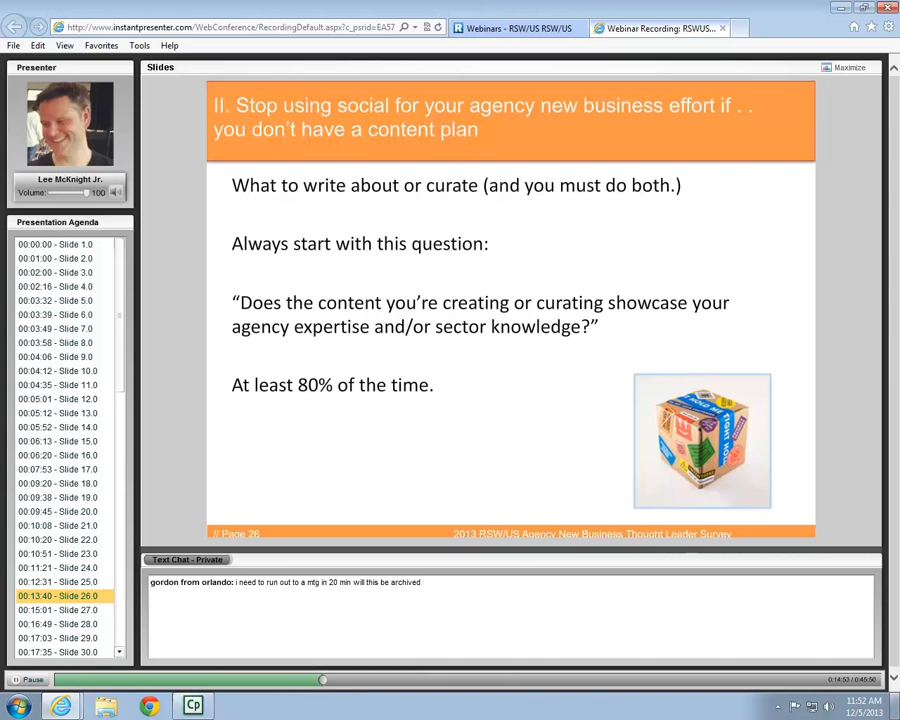 http://www.instantpresenter.com/WebConference/RecordingDefault.aspx?c_psrid=EA57
Webinars - RSW/US RSW/US
Webinar Recording: RSWUS...
File Edit View Favorites Tools Help
Presenter
Slides
Maximize
Lee McKnight Jr.
Volume: 100
Presentation Agenda
00:00:00 - Slide 1.0
00:01:00 - Slide 2.0
00:02:00 - Slide 3.0
00:02:16 - Slide 4.0
00:03:32 - Slide 5.0
00:03:39 - Slide 6.0
00:03:49 - Slide 7.0
00:03:58 - Slide 8.0
00:04:06 - Slide 9.0
00:04:12 - Slide 10.0
00:04:35 - Slide 11.0
00:05:01 - Slide 12.0
00:05:12 - Slide 13.0
00:05:52 - Slide 14.0
00:06:13 - Slide 15.0
00:06:20 - Slide 16.0
00:07:53 - Slide 17.0
00:09:20 - Slide 18.0
00:09:38 - Slide 19.0
00:09:45 - Slide 20.0
00:10:08 - Slide 21.0
00:10:20 - Slide 22.0
00:10:51 - Slide 23.0
00:11:21 - Slide 24.0
00:12:31 - Slide 25.0
00:13:40 - Slide 26.0
00:15:01 - Slide 27.0
00:16:49 - Slide 28.0
00:17:03 - Slide 29.0
00:17:35 - Slide 30.0
II. Stop using social for your agency new business effort if . .
you don't have a content plan
What to write about or curate (and you must do both.)
Always start with this question:
“Does the content you’re creating or curating showcase your
agency expertise and/or sector knowledge?”
At least 80% of the time.
// Page 26
2013 RSW/US Agency New Business Thought Leader Survey
Text Chat - Private
gordon from orlando: i need to run out to a mtg in 20 min will this be archived
Pause
0:14:53 / 0:45:50
Cp
11:52 AM
12/5/2013